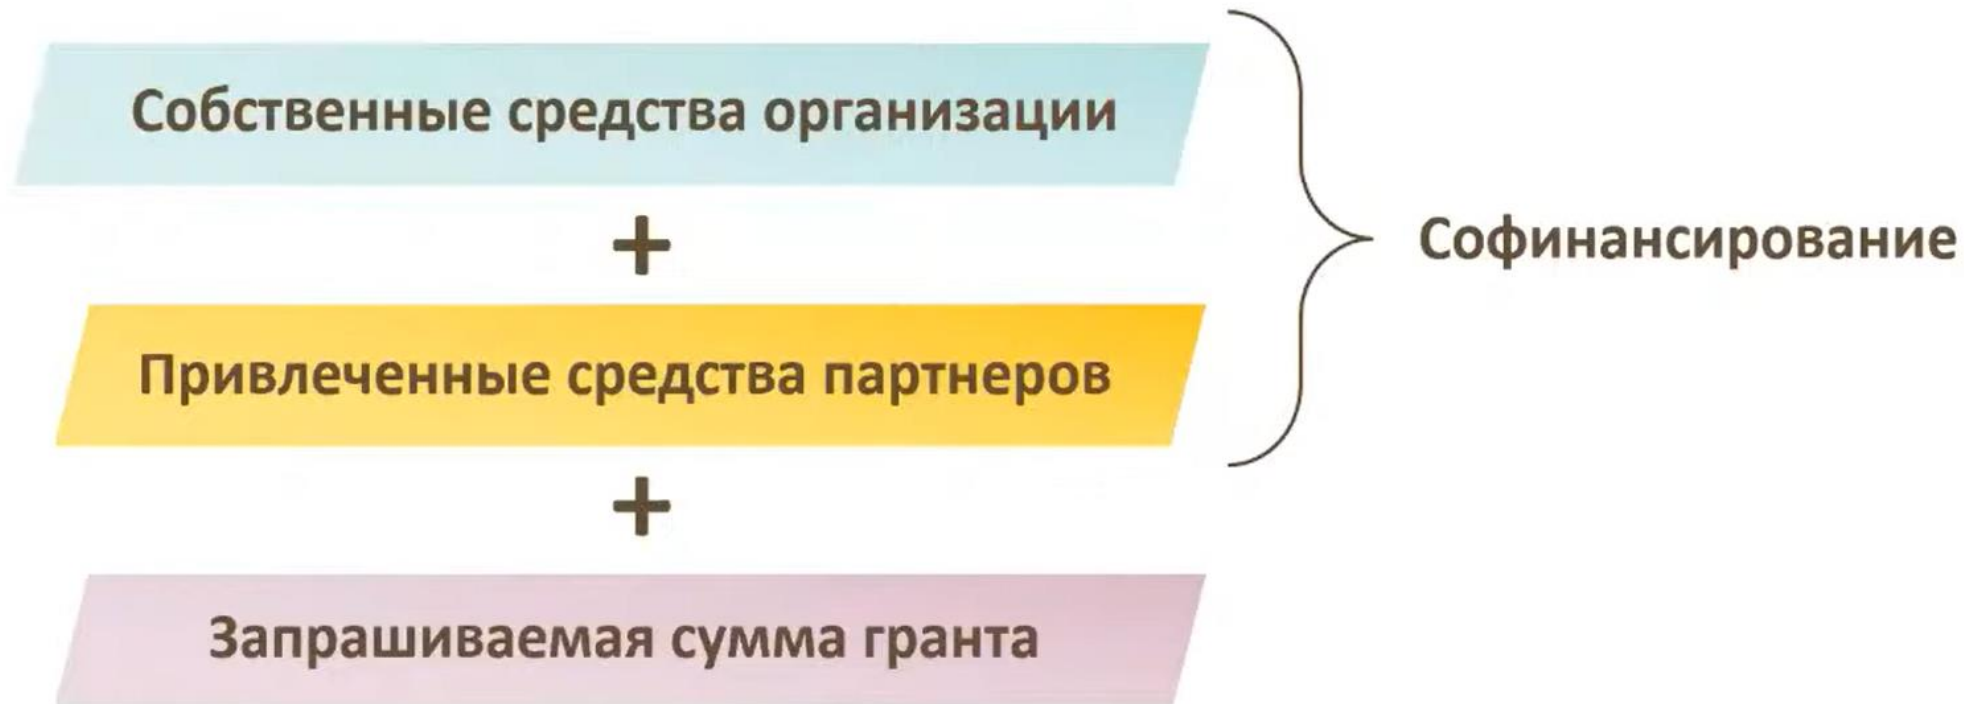 Собственные средства организации
+
Привлеченные средства партнеров
Софинансирование
+
Запрашиваемая сумма гранта